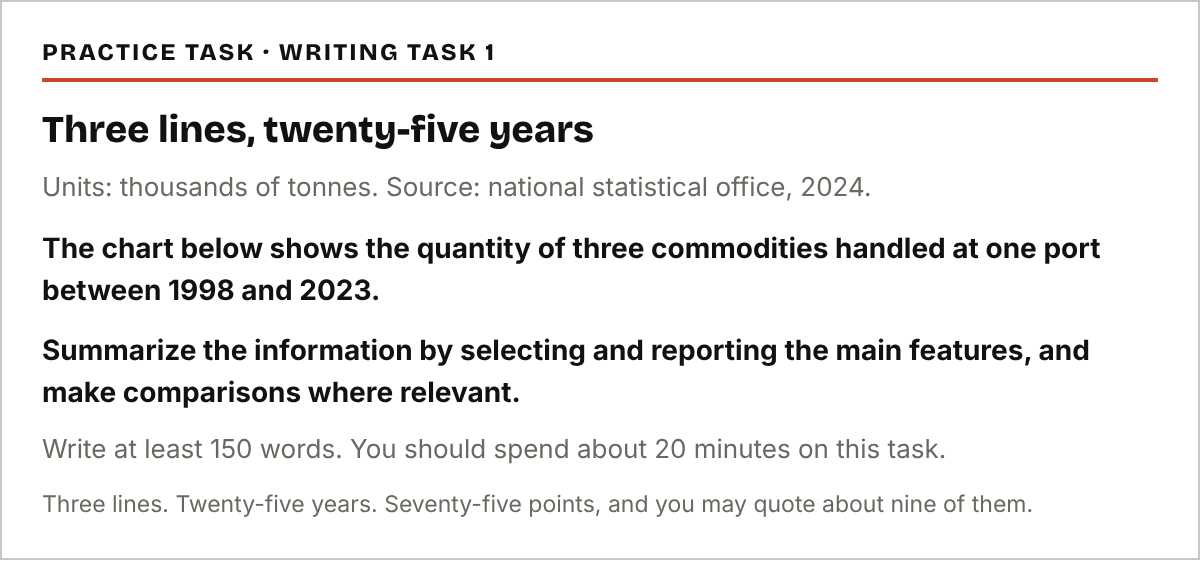 PRACTICE TASK · WRITING TASK 1
Three lines, twenty-five years
Units: thousands of tonnes. Source: national statistical office, 2024.
The chart below shows the quantity of three commodities handled at one port
between 1998 and 2023.
Summarize the information by selecting and reporting the main features, and
make comparisons where relevant.
Write at least 150 words. You should spend about 20 minutes on this task.
Three lines. Twenty-five years. Seventy-five points, and you may quote about nine of them.